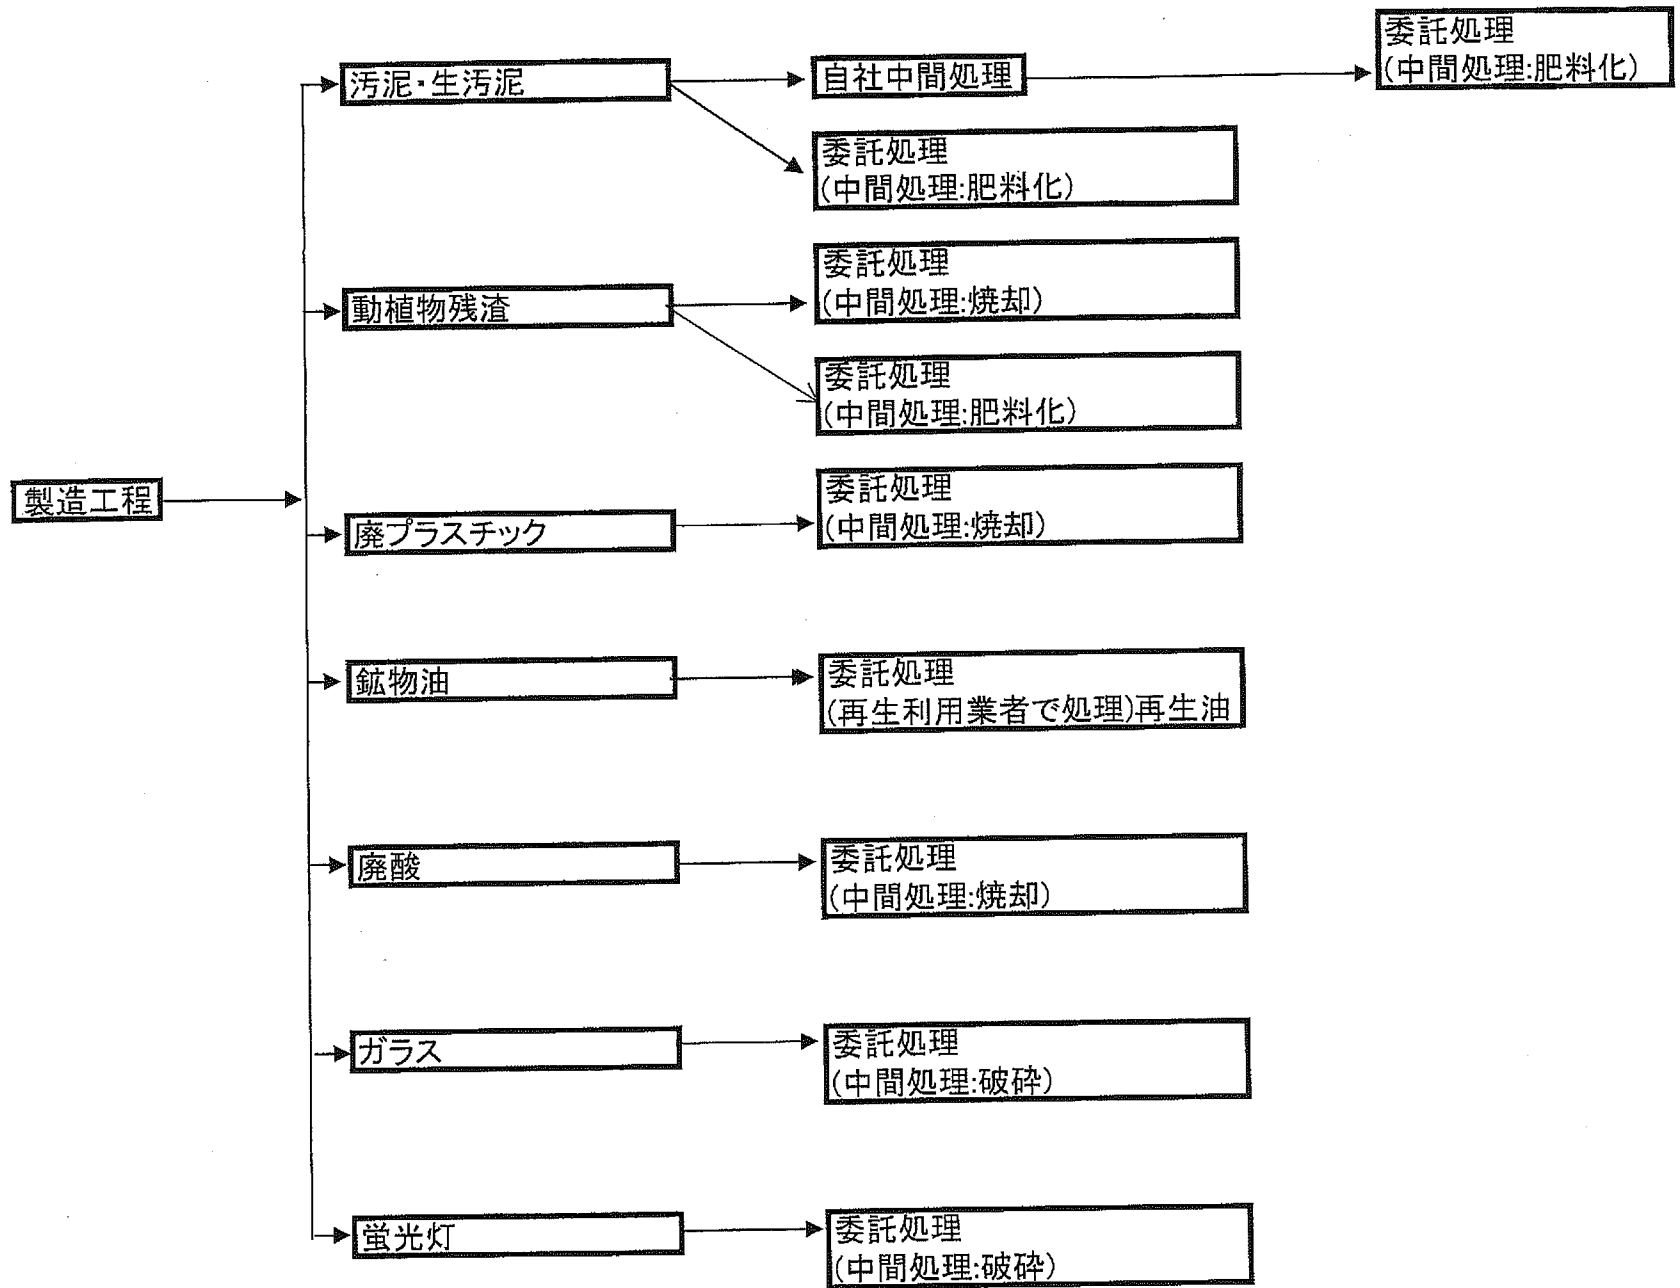 委託処理
(中間処理:肥料化)
汚泥・生汚泥
自社中間処理
委託処理
(中間処理:肥料化)
動植物残渣
委託処理
(中間処理:焼却)
委託処理
(中間処理:肥料化)
製造工程
廃プラスチック
委託処理
(中間処理:焼却)
鉱物油
委託処理
(再生利用業者で処理)再生油
廃酸
委託処理
(中間処理:焼却)
ガラス
委託処理
(中間処理:破砕)
蛍光灯
委託処理
(中間処理:破砕)